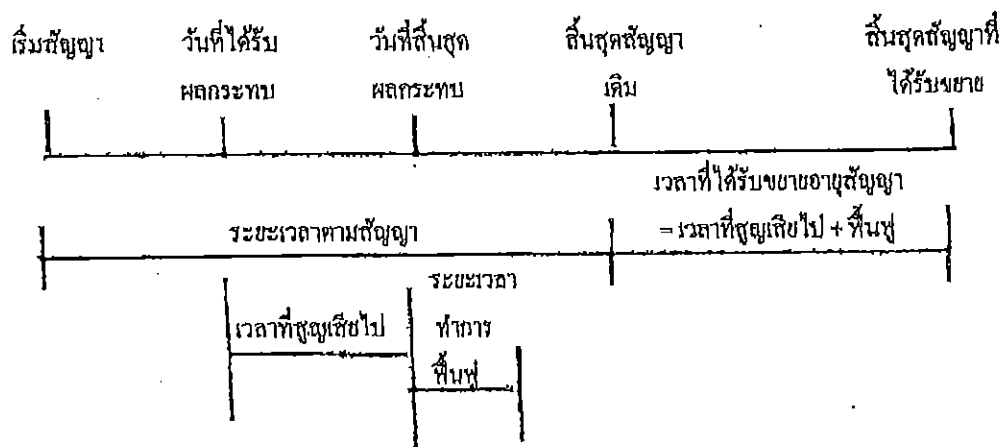 เริ่มสัญญา วันที่ได้รับ วันที่สิ้นสุด สิ้นสุดสัญญา สิ้นสุดสัญญาที่
ผลกระทบ ผลกระทบ เดิม ได้รับขยาย
เวลาที่ได้รับขยายอายุสัญญา
ระยะเวลาตามสัญญา = เวลาที่สูญเสียไป + ฟื้นฟู
ระยะเวลา
เวลาที่สูญเสียไป ทำการ
ฟื้นฟู